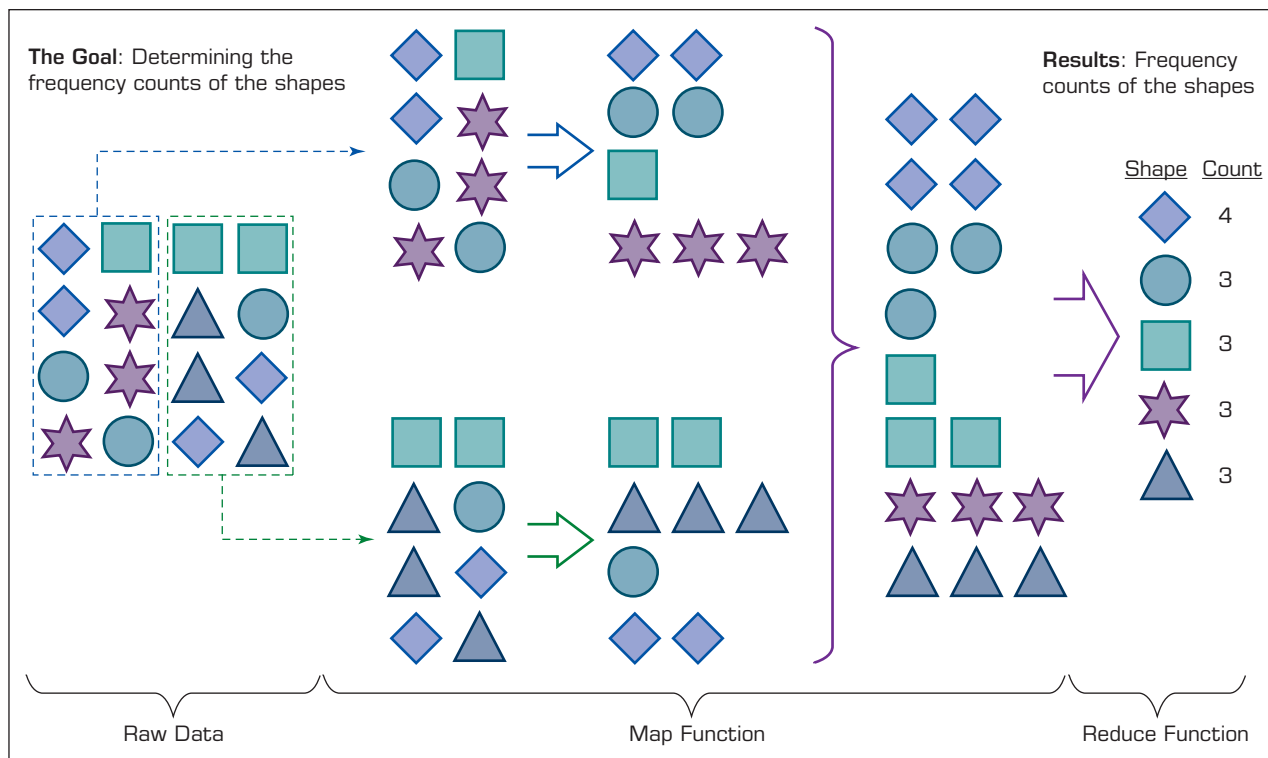 The Goal: Determining the
frequency counts of the shapes
Results: Frequency
counts of the shapes
Shape Count
4
3
3
3
3
Raw Data
Map Function
Reduce Function